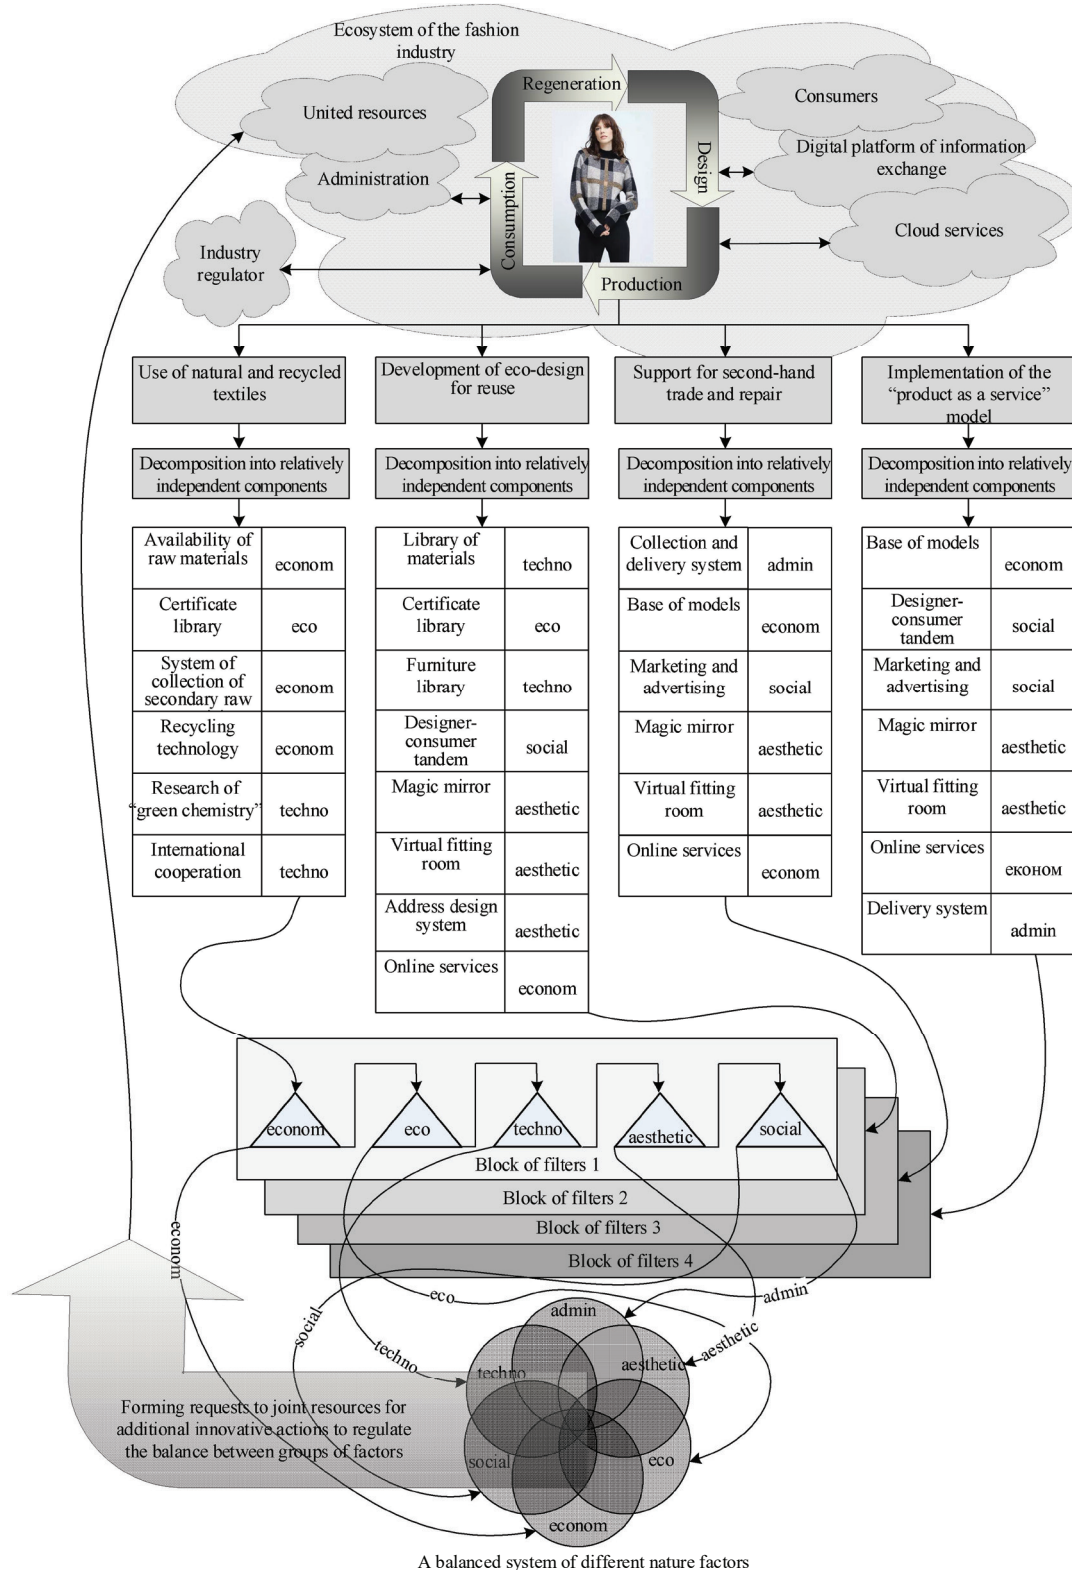 Ecosystem of the fashion
industry
Regeneration
Consumers
United resources
Design
Digital platform of information
exchange
Administration
Consumption
Cloud services
Industry
regulator
Production
Use of natural and recycled
textiles
Development of eco-design
for reuse
Support for second-hand
trade and repair
Implementation of the
“product as a service”
model
Decomposition into relatively
independent components
Decomposition into relatively
independent components
Decomposition into relatively
independent components
Decomposition into relatively
independent components
Availability of
raw materials
econom
Certificate
library
eco
System of
collection of
secondary raw
econom
Recycling
technology
econom
Research of
“green chemistry”
techno
International
cooperation
techno
Library of
materials
techno
Certificate
library
eco
Furniture
library
techno
Designer-
consumer
tandem
social
Magic mirror
aesthetic
Virtual fitting
room
aesthetic
Address design
system
aesthetic
Online services
econom
Collection and
delivery system
admin
Base of models
econom
Marketing and
advertising
social
Magic mirror
aesthetic
Virtual fitting
room
aesthetic
Online services
econom
Base of models
econom
Designer-
consumer
tandem
social
Marketing and
advertising
social
Magic mirror
aesthetic
Virtual fitting
room
aesthetic
Online services
економ
Delivery system
admin
econom
eco
techno
aesthetic
social
Block of filters 1
Block of filters 2
Block of filters 3
Block of filters 4
econom
social
eco
techno
admin
aesthetic
admin
techno
aesthetic
social
eco
econom
Forming requests to joint resources for
additional innovative actions to regulate
the balance between groups of factors
A balanced system of different nature factors